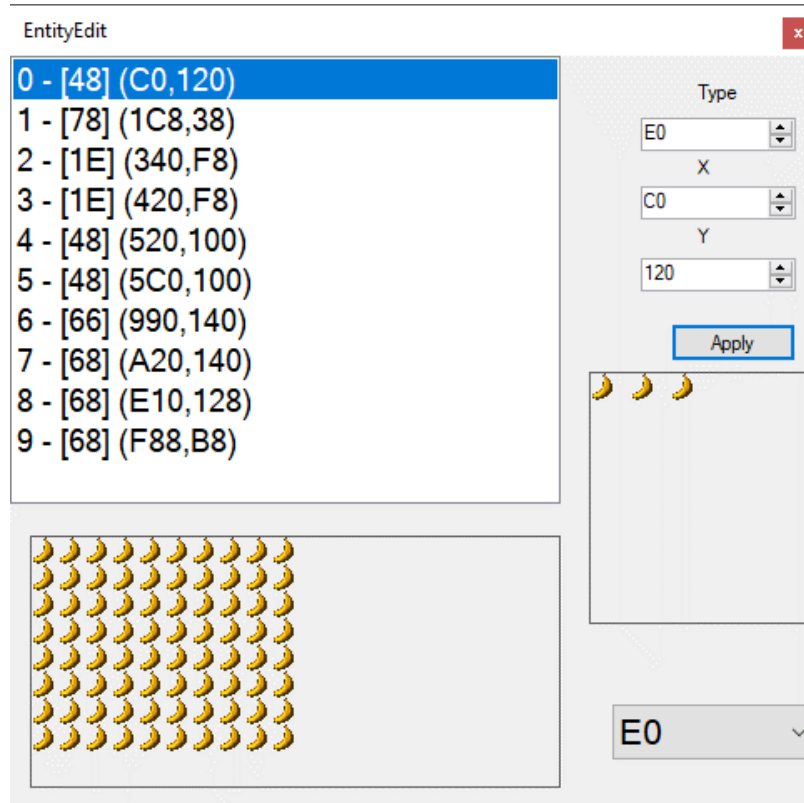 EntityEdit
x
0 - [48] (C0,120)
1 - [78] (1C8,38)
2 - [1E] (340,F8)
3 - [1E] (420,F8)
4 - [48] (520,100)
5 - [48] (5C0,100)
6 - [66] (990,140)
7 - [68] (A20,140)
8 - [68] (E10,128)
9 - [68] (F88,B8)
Type
E0
X
C0
Y
120
Apply
E0